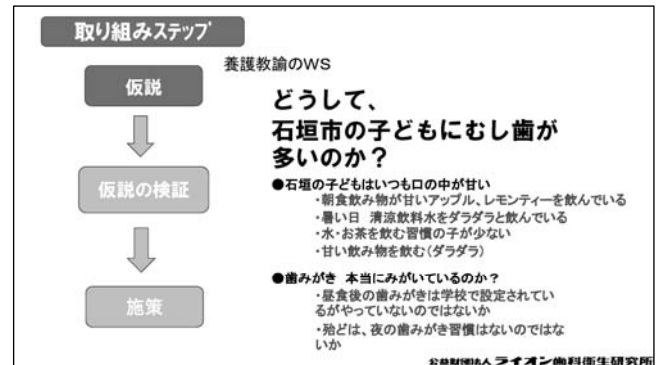 取り組みステップ
養護教諭のWS
仮説
どうして、
石垣市の子どもにむし歯が
多いのか？
仮説の検証
●石垣の子どもはいつも口の中が甘い
・朝食飲み物が甘いアップル、レモンティーを飲んでいる
・暑い日 清涼飲料水をダラダラと飲んでいる
・水・お茶を飲む習慣の子が少ない
・甘い飲み物を飲む（ダラダラ）
施策
●歯みがき 本当にみがいているのか？
・昼食後の歯みがきは学校で設定されてい
るがやっていないのではないか
・殆どは、夜の歯みがき習慣はないのではな
いか
公益財団法人 ライオン歯科衛生研究所